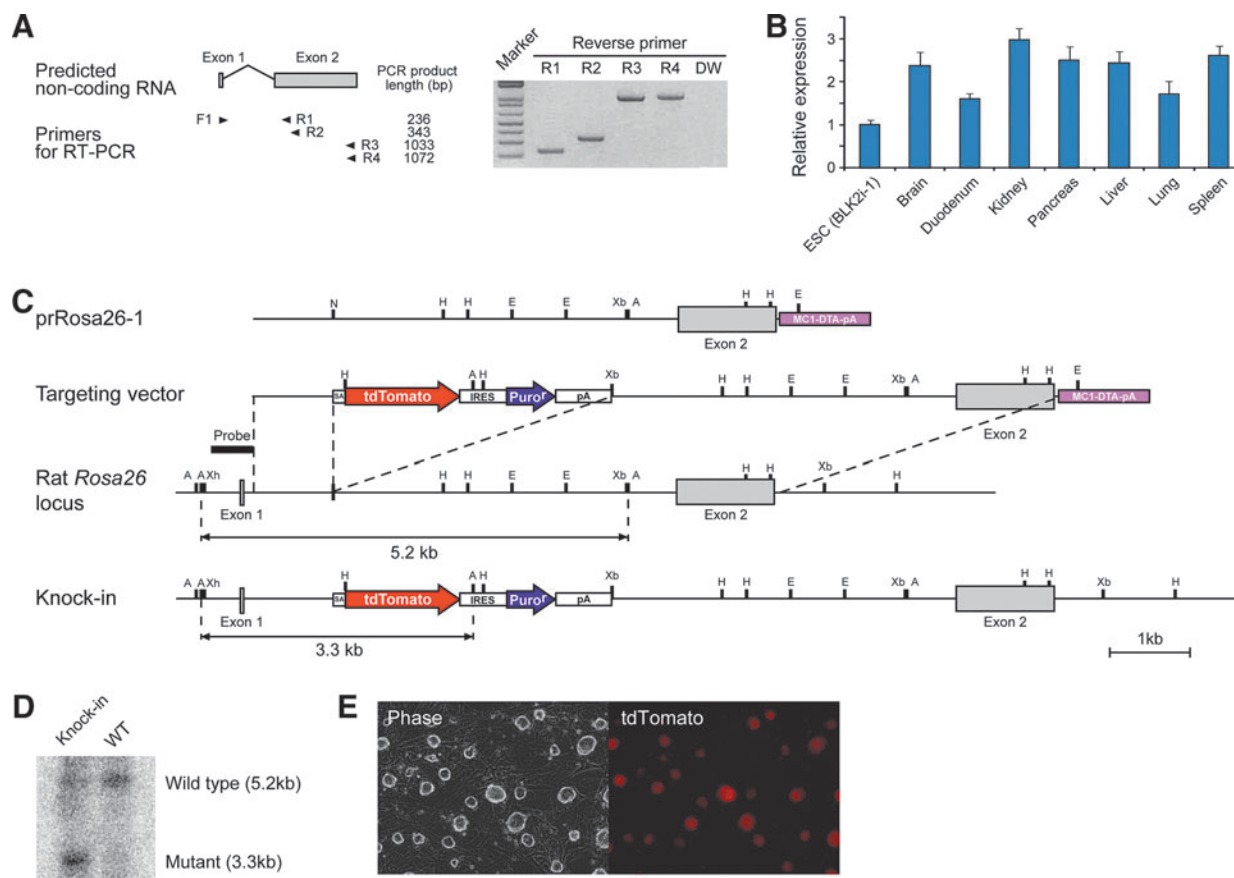 A
Exon 1 Exon 2
Predicted non-coding RNA
PCR product length (bp)
F1 R1 236
R2 343
R3 1033
R4 1072
Primers for RT-PCR
Marker
Reverse primer
R1 R2 R3 R4 DW
B
Relative expression
3
2
1
0
ESC (BLK2i-1) Brain Duodenum Kidney Pancreas Liver Lung Spleen
C
prRosa26-1
N H H E E Xb A H H E
Exon 2
MC1-DTA-pA
Targeting vector
H A H Xb H H E E Xb A H H E
SA tdTomato IRES Puroʳ pA
Exon 2
MC1-DTA-pA
Probe
Rat Rosa26 locus
A A Xh H H E E Xb A H H Xb H
Exon 1
Exon 2
5.2 kb
Knock-in
A A Xh H A H Xb H H E E Xb A H H Xb H
SA tdTomato IRES Puroʳ pA
Exon 1
Exon 2
3.3 kb
1kb
D
Knock-in WT
Wild type (5.2kb)
Mutant (3.3kb)
E
Phase
tdTomato